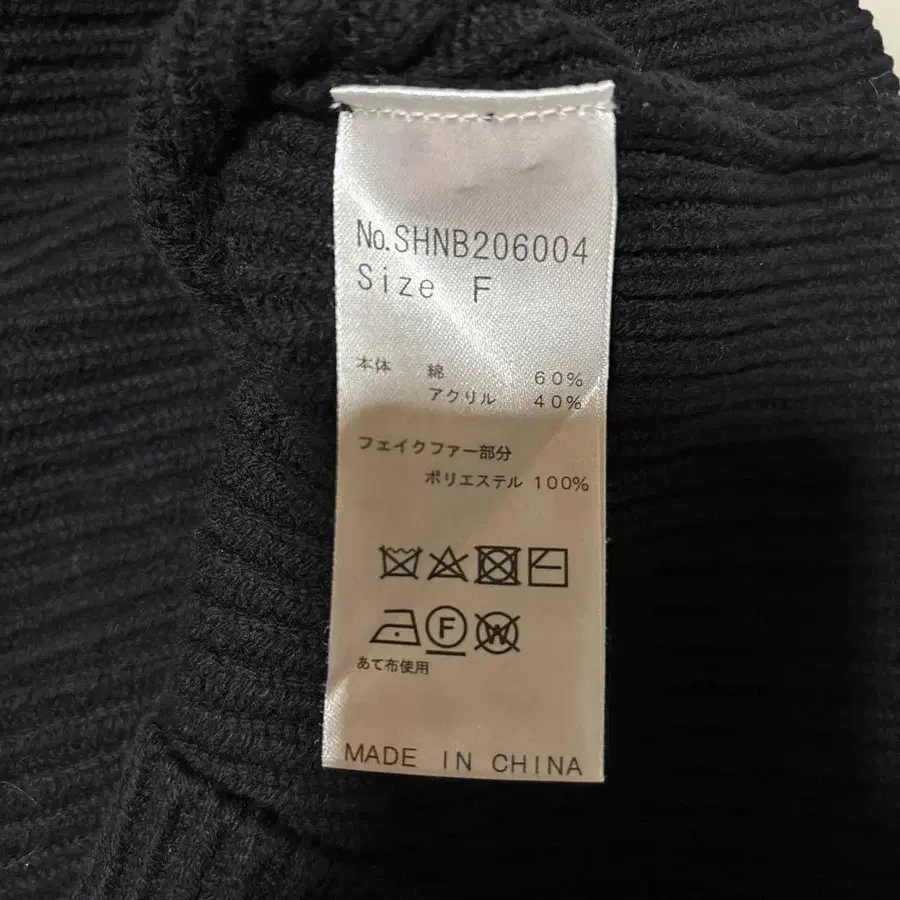 No.SHNB206004
Size F
本体 綿 60%
アクリル 40%
フェイクファー部分
ポリエステル 100%
F W
あて布使用
MADE IN CHINA